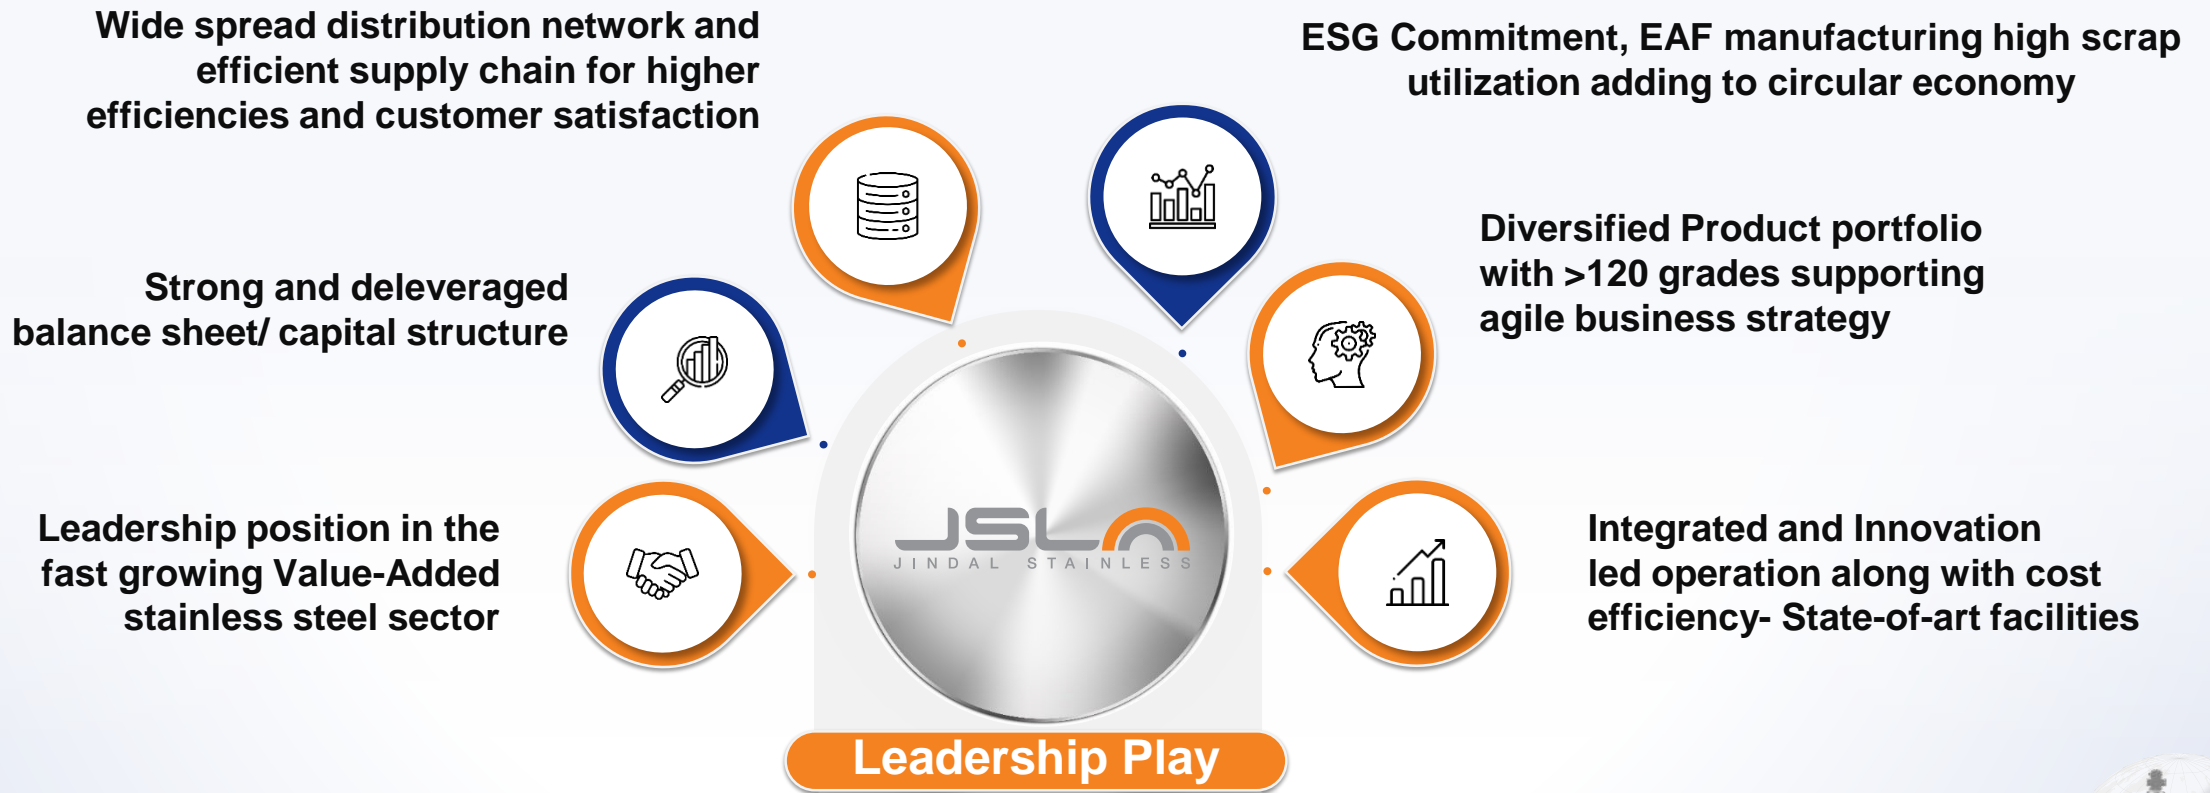 Wide spread distribution network and
efficient supply chain for higher
efficiencies and customer satisfaction
ESG Commitment, EAF manufacturing high scrap
utilization adding to circular economy
Strong and deleveraged
balance sheet/ capital structure
Diversified Product portfolio
with >120 grades supporting
agile business strategy
Leadership position in the
fast growing Value-Added
stainless steel sector
JSL
JINDAL STAINLESS
Integrated and Innovation
led operation along with cost
efficiency- State-of-art facilities
Leadership Play